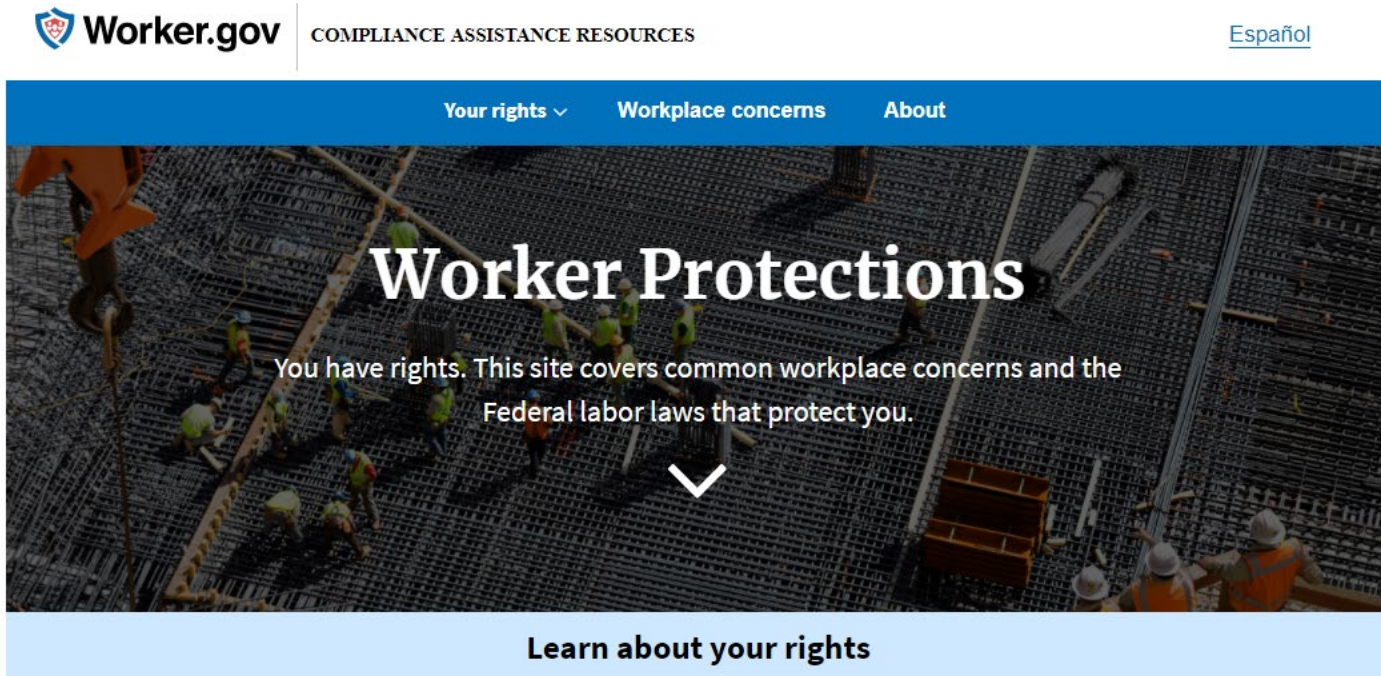 Worker.gov
COMPLIANCE ASSISTANCE RESOURCES
Español
Your rights
Workplace concerns
About
Worker Protections
You have rights. This site covers common workplace concerns and the
Federal labor laws that protect you.
Learn about your rights